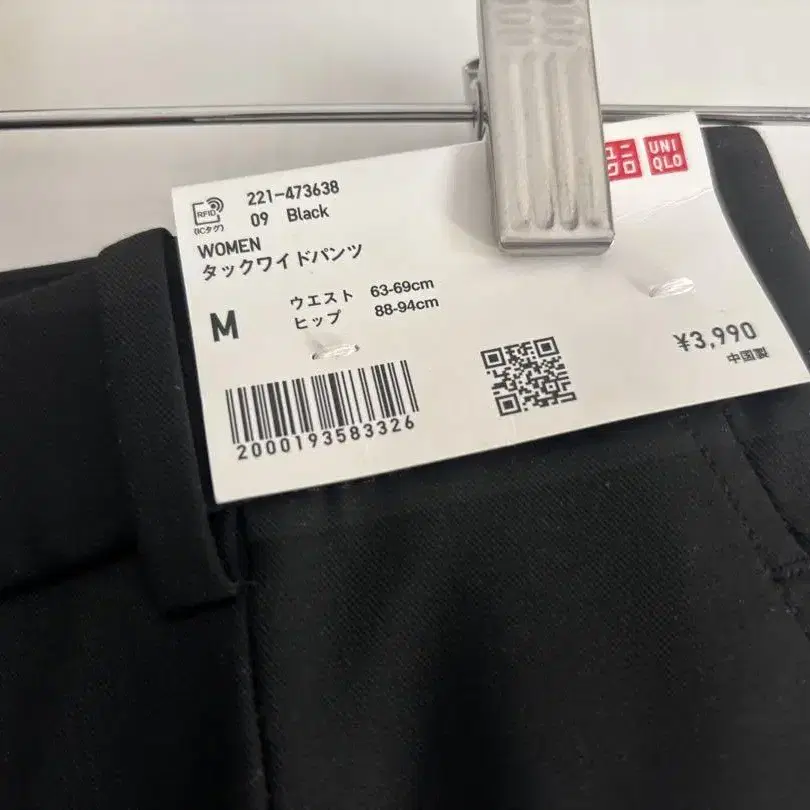 ユニ
クロ
UNI
QLO
221-473638
RFID
(ICタグ)
09 Black
WOMEN
タックワイドパンツ
M
ウエスト 63-69cm
ヒップ 88-94cm
¥3,990
中国製
2000193583326